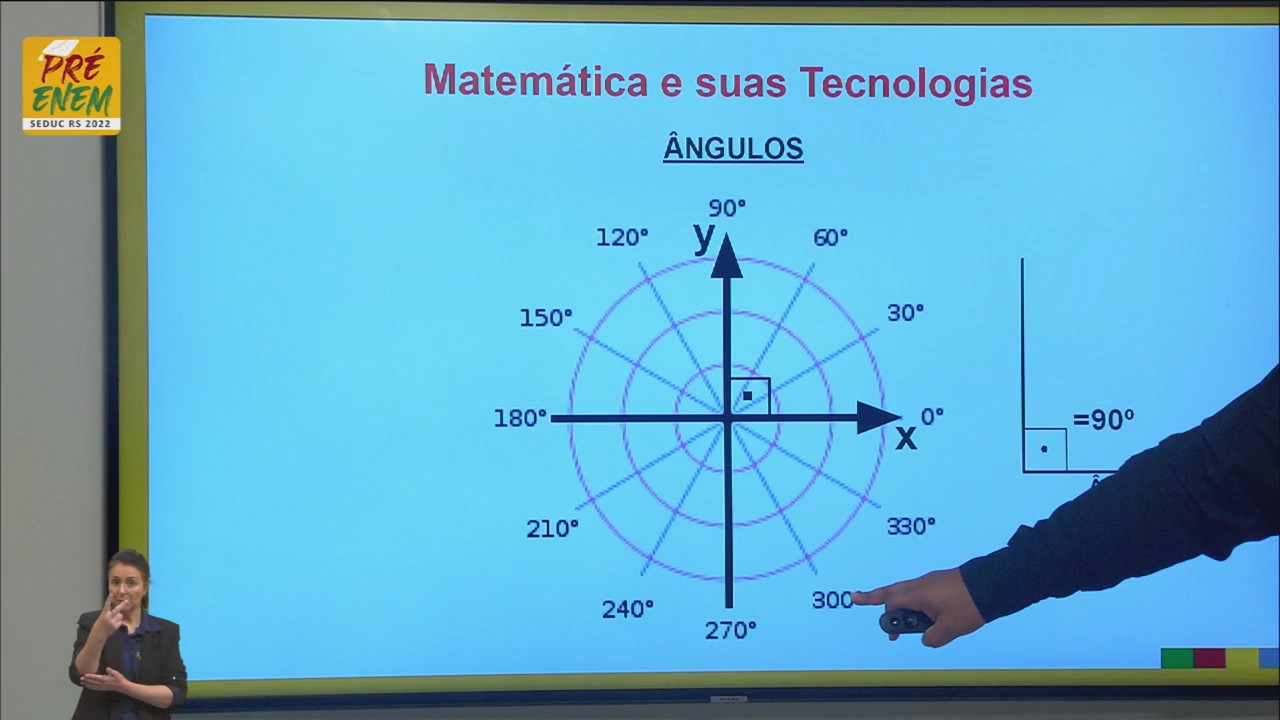 PRÉ
ENEM
SEDUC RS 2022
Matemática e suas Tecnologias
ÂNGULOS
90°
y
120°
60°
150°
30°
180°
0°
x
=90º
210°
330°
240°
300°
270°